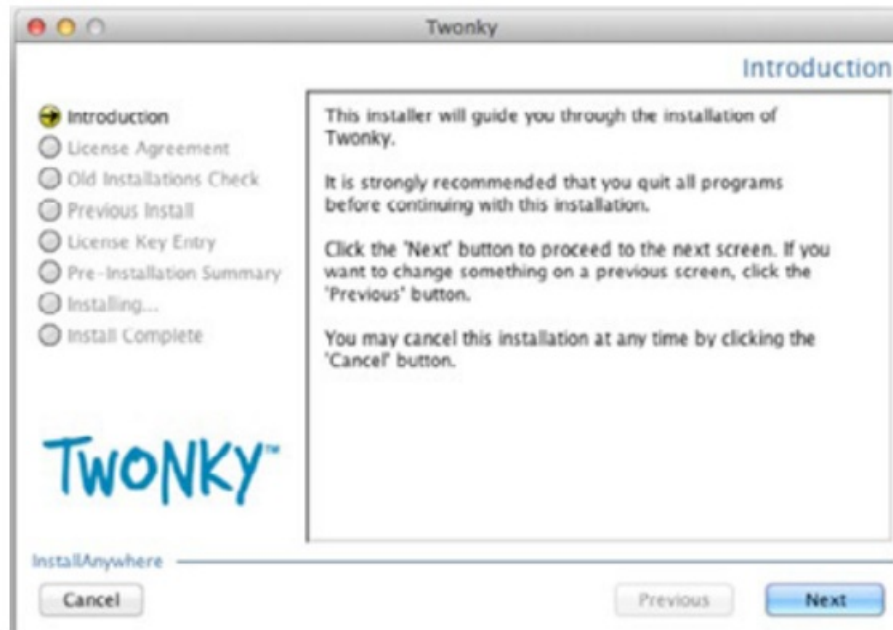 Twonky
Introduction
Introduction
License Agreement
Old Installations Check
Previous Install
License Key Entry
Pre-Installation Summary
Installing...
Install Complete
This installer will guide you through the installation of
Twonky.
It is strongly recommended that you quit all programs
before continuing with this installation.
Click the 'Next' button to proceed to the next screen. If you
want to change something on a previous screen, click the
'Previous' button.
You may cancel this installation at any time by clicking the
'Cancel' button.
TWONKY™
InstallAnywhere
Cancel
Previous
Next